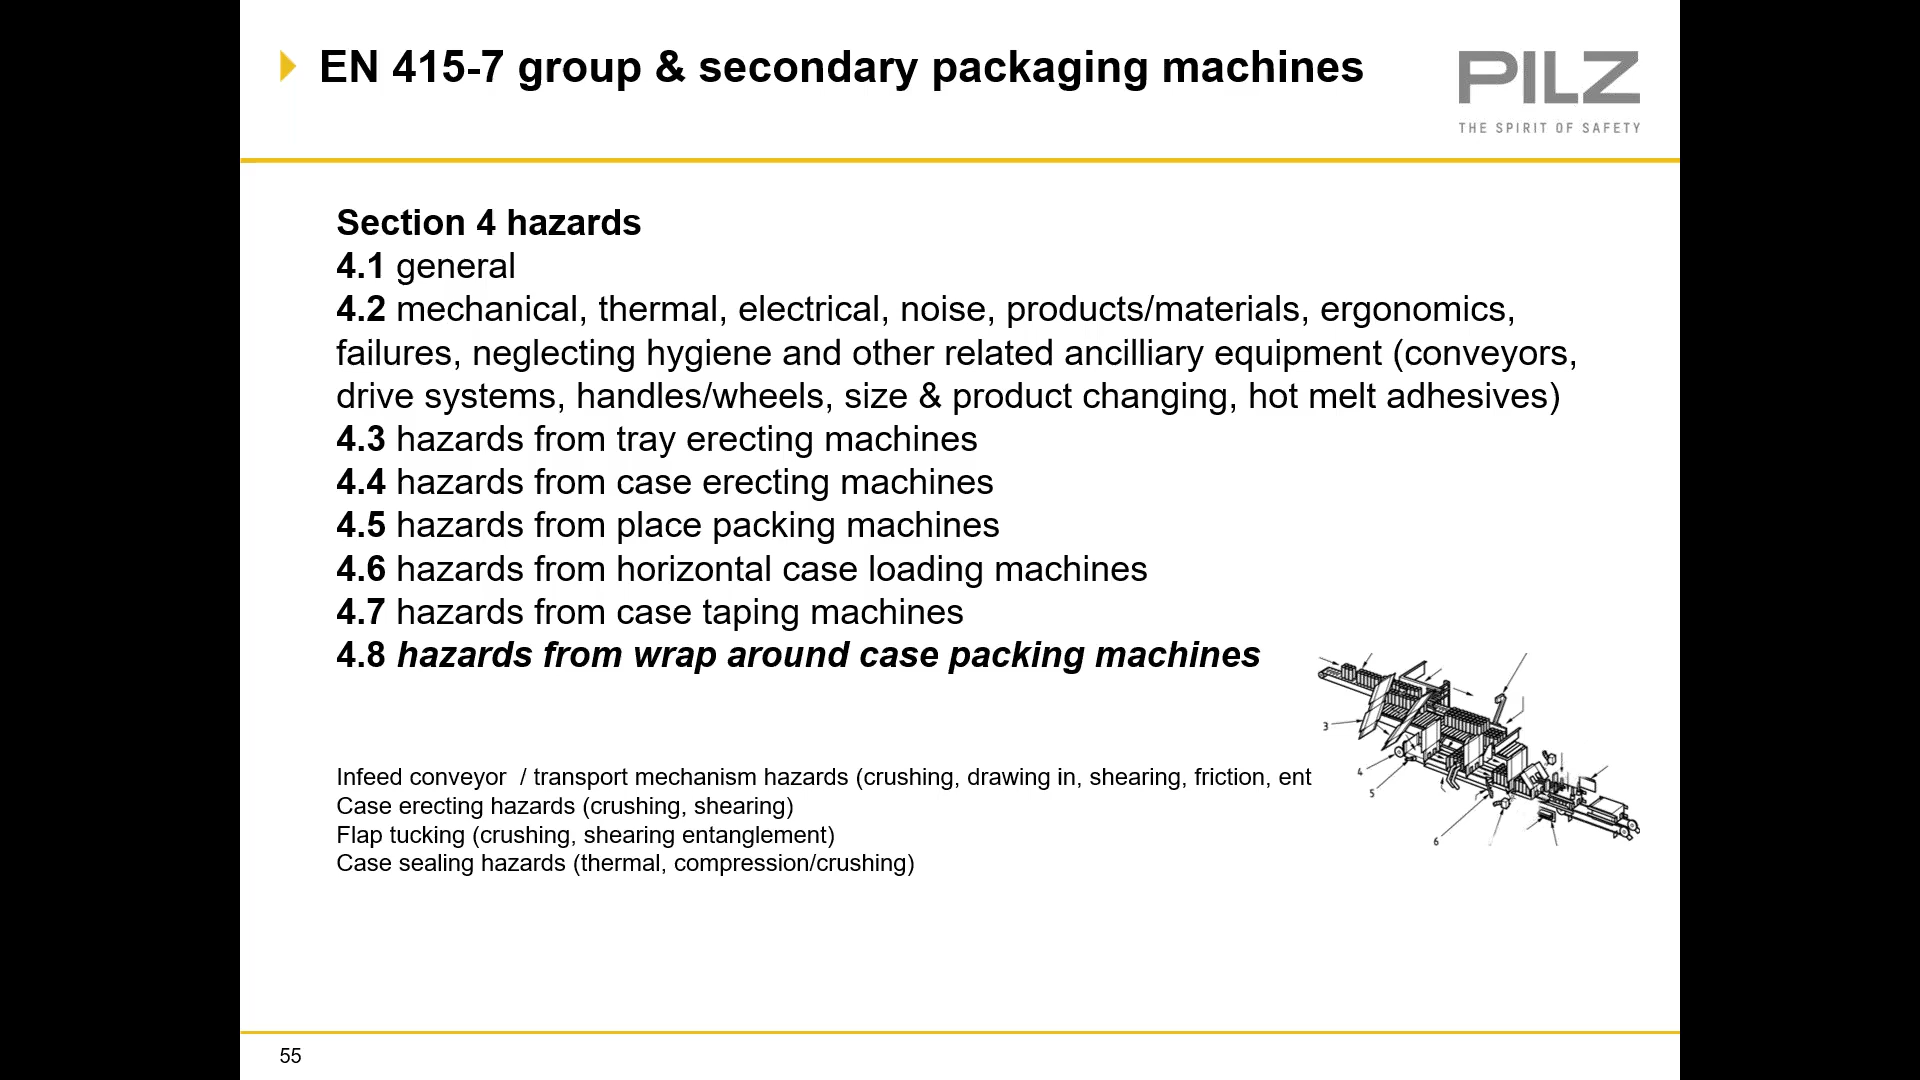 EN 415-7 group & secondary packaging machines
PILZ
THE SPIRIT OF SAFETY
Section 4 hazards
4.1 general
4.2 mechanical, thermal, electrical, noise, products/materials, ergonomics,
failures, neglecting hygiene and other related ancilliary equipment (conveyors,
drive systems, handles/wheels, size & product changing, hot melt adhesives)
4.3 hazards from tray erecting machines
4.4 hazards from case erecting machines
4.5 hazards from place packing machines
4.6 hazards from horizontal case loading machines
4.7 hazards from case taping machines
4.8 hazards from wrap around case packing machines
3
4
5
6
Infeed conveyor  / transport mechanism hazards (crushing, drawing in, shearing, friction, ent
Case erecting hazards (crushing, shearing)
Flap tucking (crushing, shearing entanglement)
Case sealing hazards (thermal, compression/crushing)
55